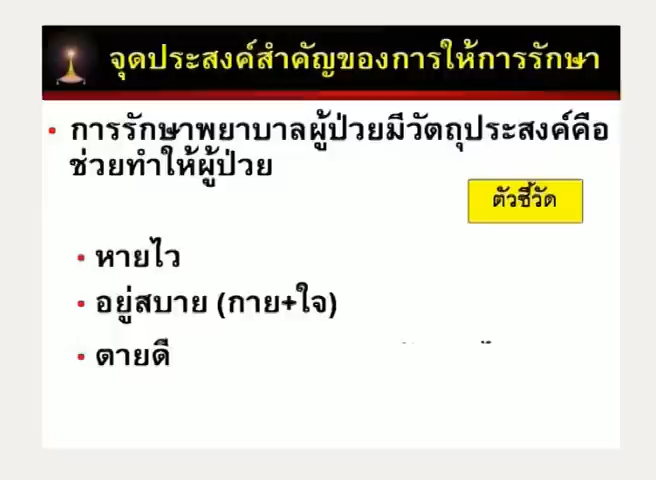 จุดประสงค์สำคัญของการให้การรักษา
• การรักษาพยาบาลผู้ป่วยมีวัตถุประสงค์คือ
ช่วยทำให้ผู้ป่วย
ตัวชี้วัด
• หายไว
• อยู่สบาย (กาย+ใจ)
• ตายดี